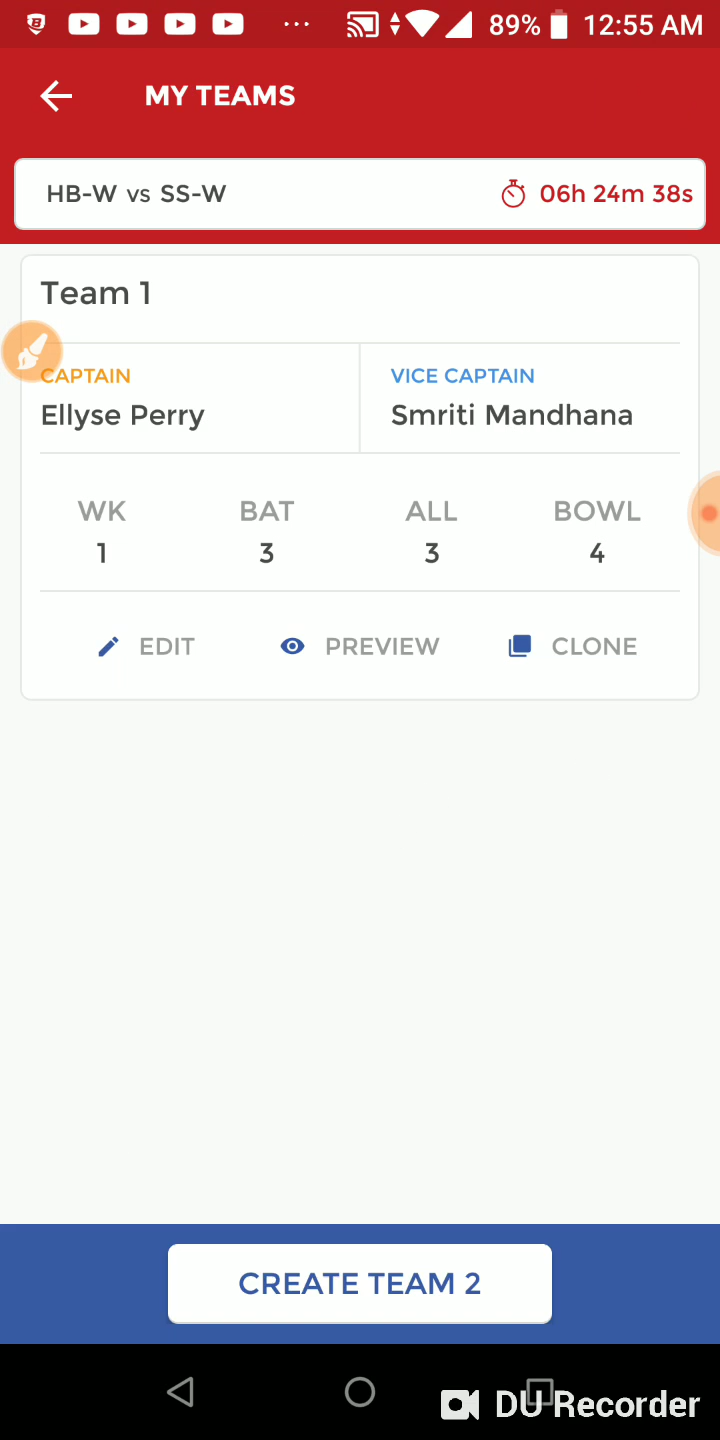 89% 12:55 AM
MY TEAMS
HB-W vs SS-W 06h 24m 38s
Team 1
CAPTAIN VICE CAPTAIN
Ellyse Perry Smriti Mandhana
WK BAT ALL BOWL
1 3 3 4
EDIT PREVIEW CLONE
CREATE TEAM 2
DU Recorder